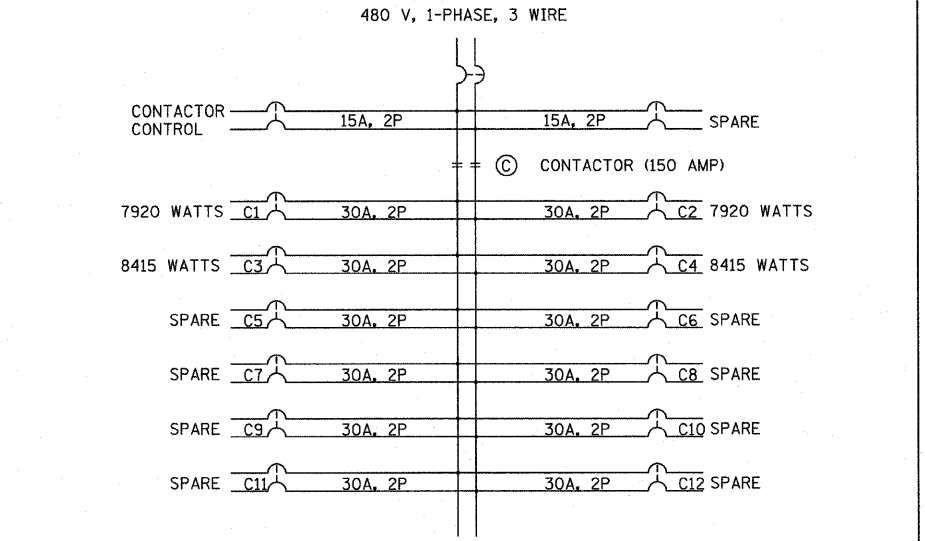 480 V, 1-PHASE, 3 WIRE
CONTACTOR
CONTROL
15A, 2P 15A, 2P SPARE
C CONTACTOR (150 AMP)
7920 WATTS C1 30A, 2P 30A, 2P C2 7920 WATTS
8415 WATTS C3 30A, 2P 30A, 2P C4 8415 WATTS
SPARE C5 30A, 2P 30A, 2P C6 SPARE
SPARE C7 30A, 2P 30A, 2P C8 SPARE
SPARE C9 30A, 2P 30A, 2P C10 SPARE
SPARE C11 30A, 2P 30A, 2P C12 SPARE